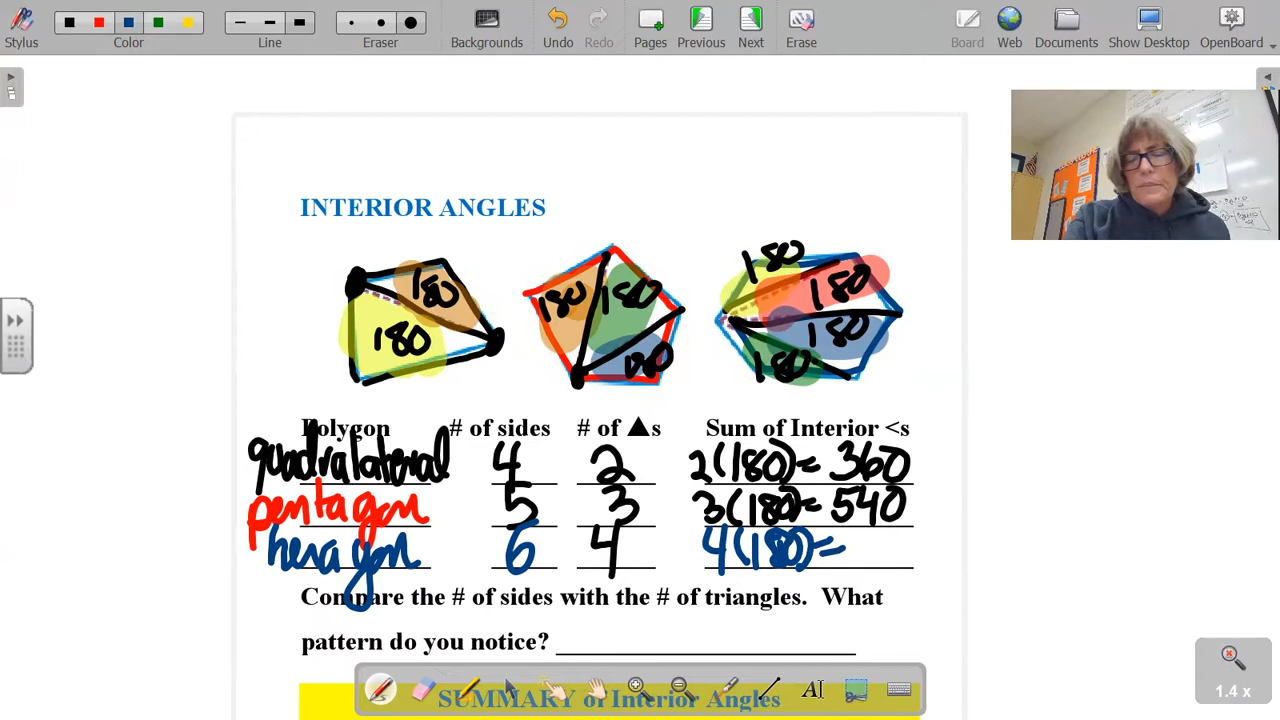 Stylus Color Line Eraser Backgrounds Undo Redo Pages Previous Next Erase Board Web Documents Show Desktop OpenBoard
INTERIOR ANGLES
180 180 180 180 180 180 180 180 180
Polygon # of sides # of ▲s Sum of Interior <s
quadralateral 4 2 2(180)= 360
pentagon 5 3 3(180)= 540
hexagon 6 4 4(180)=
Compare the # of sides with the # of triangles. What
pattern do you notice?
SUMMARY of Interior Angles
1.4 x